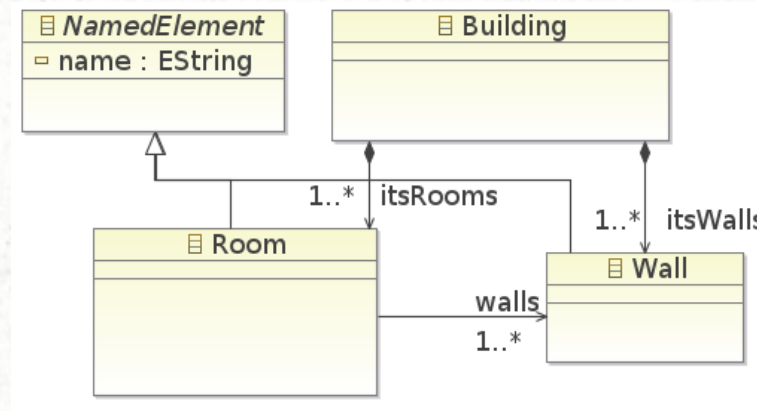 NamedElement
name : EString
Building
1..* itsRooms
1..* itsWalls
Room
Wall
walls
1..*